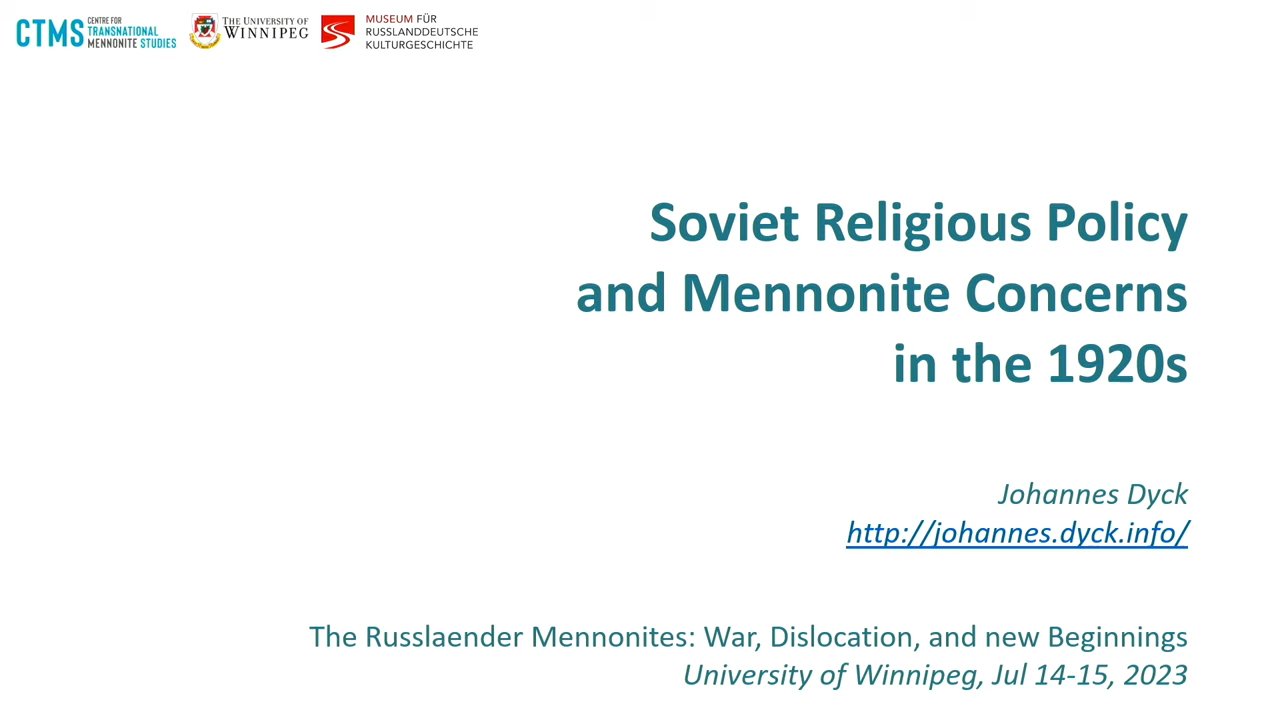 CTMS
CENTRE FOR
TRANSNATIONAL
MENNONITE STUDIES
THE UNIVERSITY OF
WINNIPEG
MUSEUM FÜR
RUSSLANDDEUTSCHE
KULTURGESCHICHTE
Soviet Religious Policy
and Mennonite Concerns
in the 1920s
Johannes Dyck
http://johannes.dyck.info/
The Russlaender Mennonites: War, Dislocation, and new Beginnings
University of Winnipeg, Jul 14-15, 2023